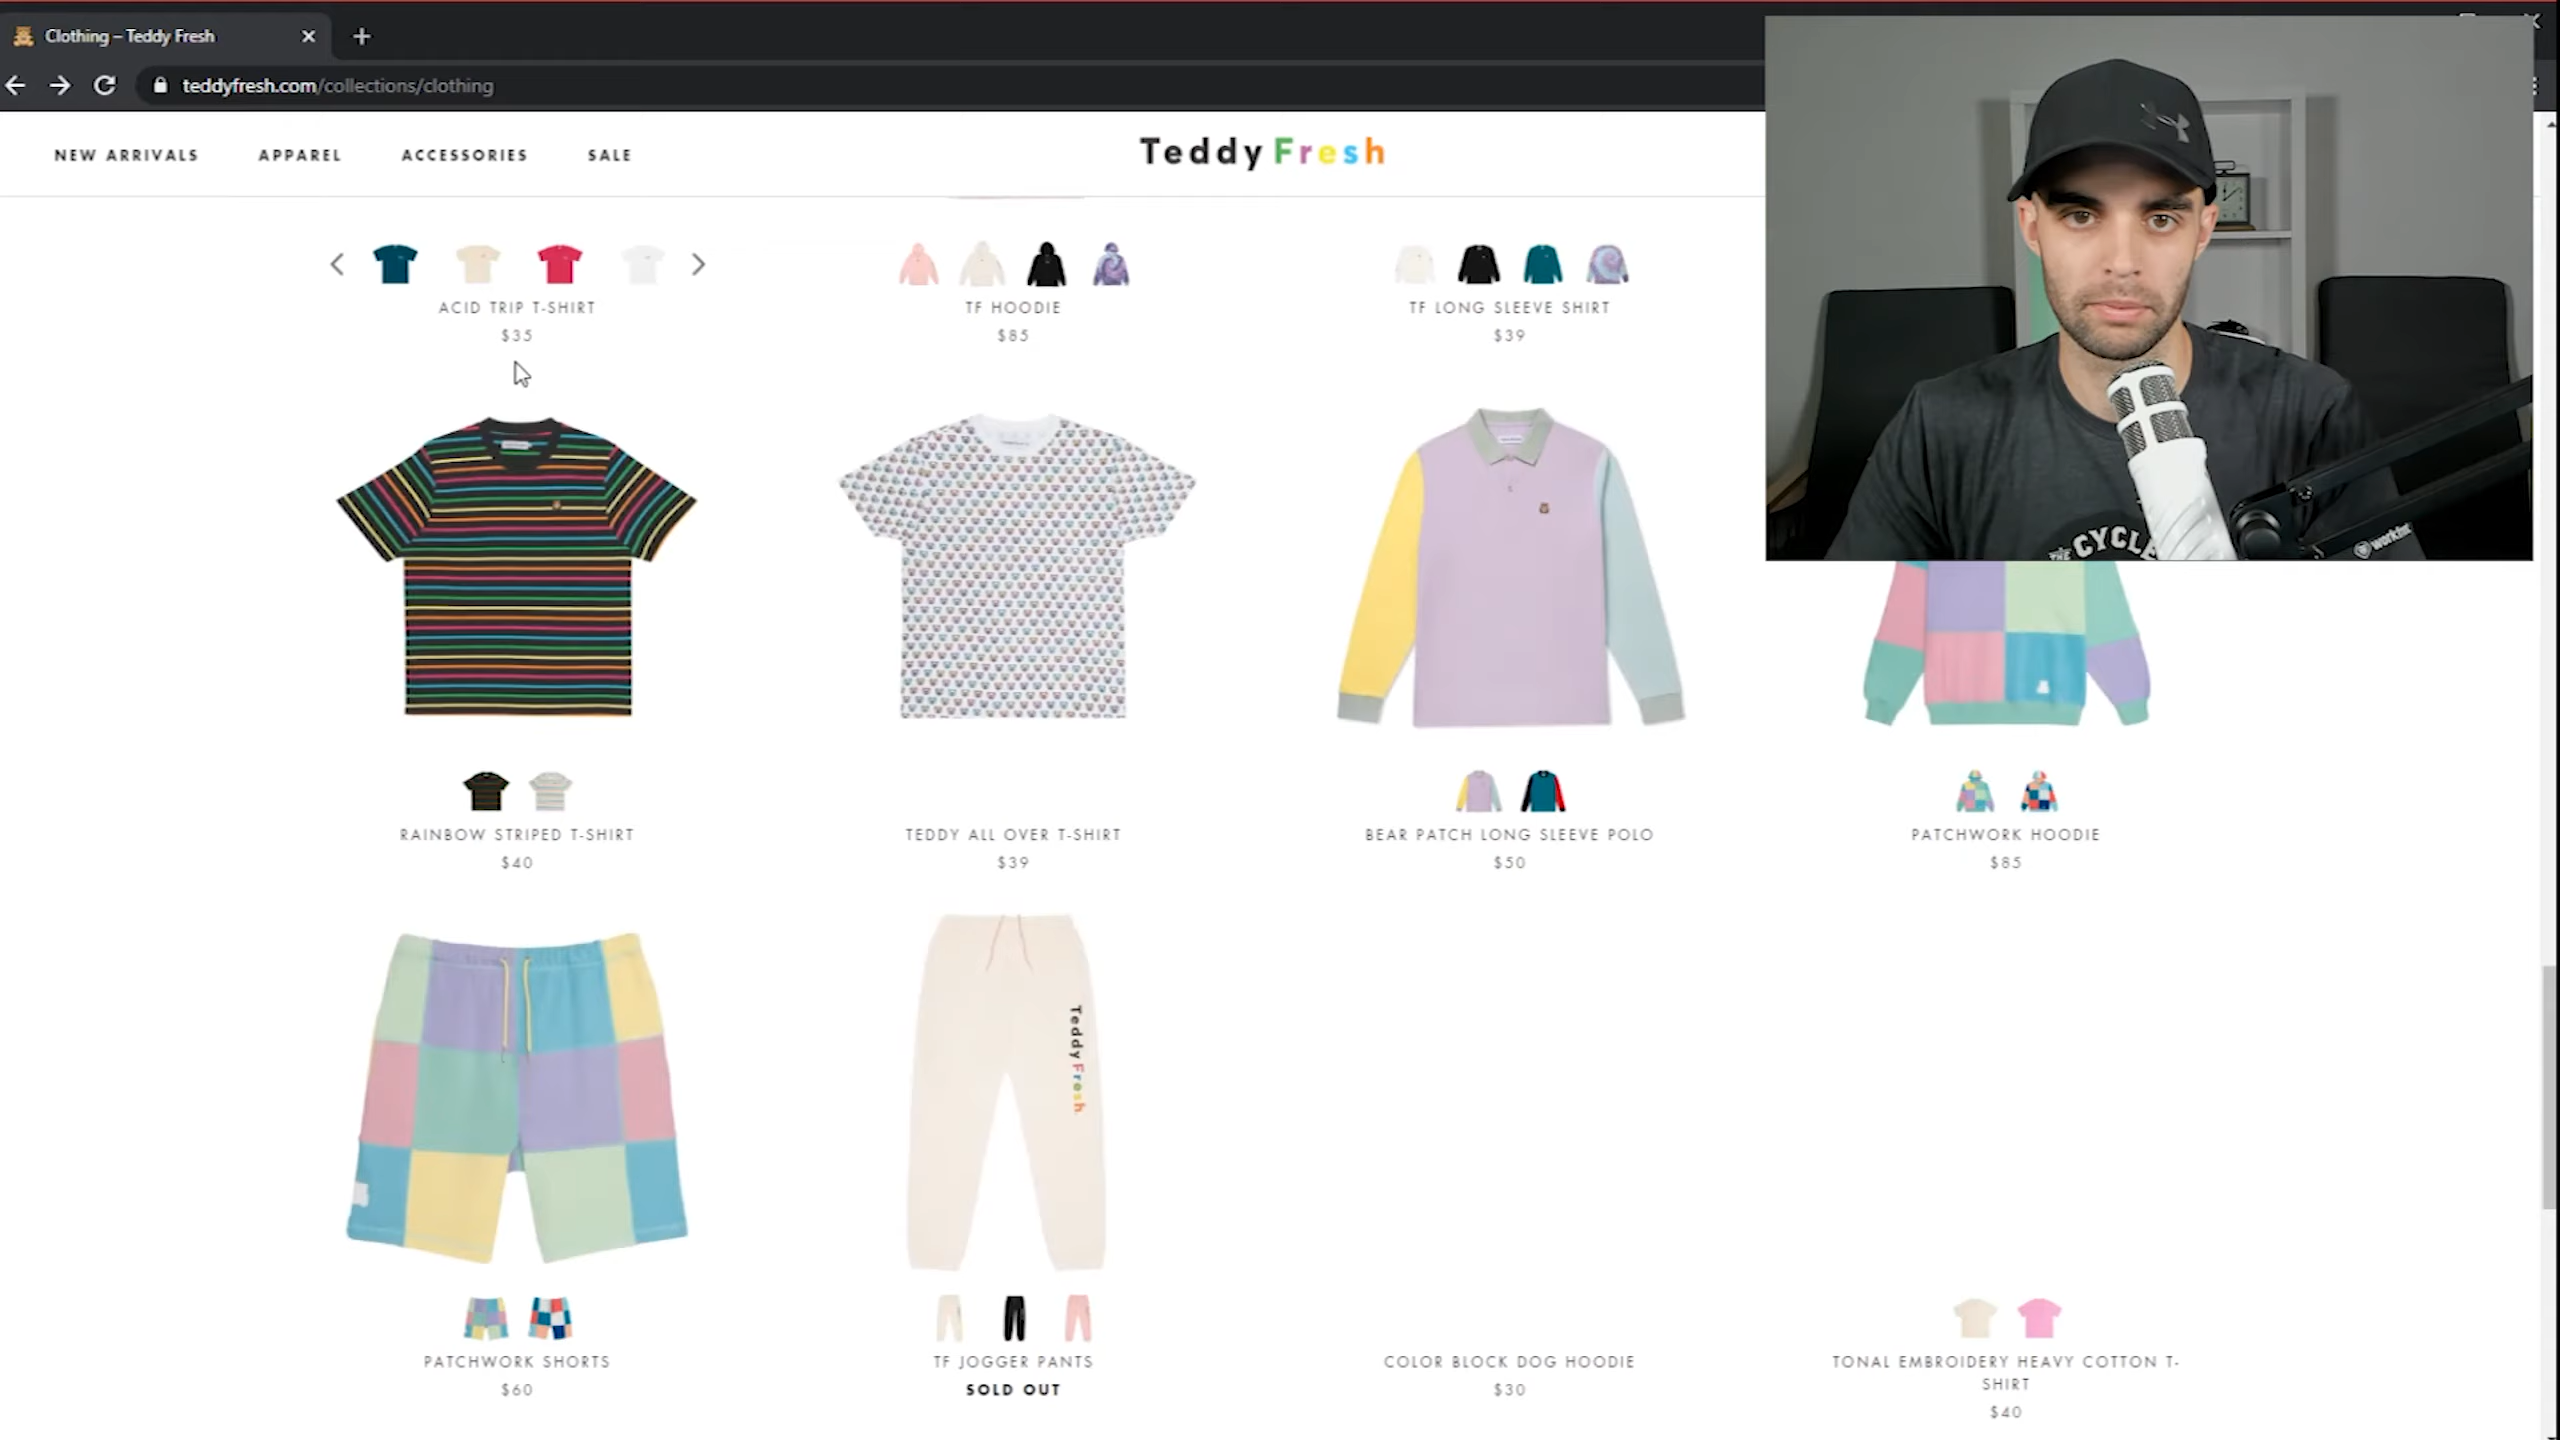 Clothing – Teddy Fresh
teddyfresh.com/collections/clothing
NEW ARRIVALS APPAREL ACCESSORIES SALE
Teddy Fresh
ACID TRIP T-SHIRT
$35
TF HOODIE
$85
TF LONG SLEEVE SHIRT
$39
THE CYCLE
RAINBOW STRIPED T-SHIRT
$40
TEDDY ALL OVER T-SHIRT
$39
BEAR PATCH LONG SLEEVE POLO
$50
PATCHWORK HOODIE
$85
Teddy Fresh
PATCHWORK SHORTS
$60
TF JOGGER PANTS
SOLD OUT
COLOR BLOCK DOG HOODIE
$30
TONAL EMBROIDERY HEAVY COTTON T-
SHIRT
$40